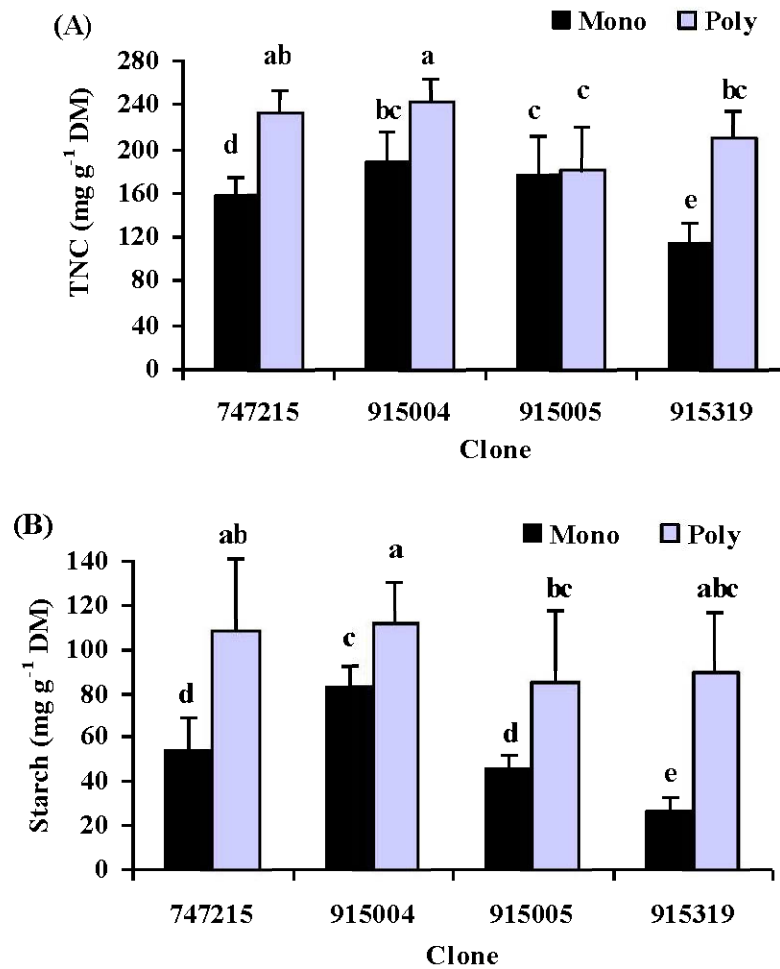 (A)
Mono Poly
280
240
200
160
120
80
40
0
TNC (mg g⁻¹ DM)
d ab bc a c c e bc
747215 915004 915005 915319
Clone
(B)
Mono Poly
140
120
100
80
60
40
20
0
Starch (mg g⁻¹ DM)
d ab c a d bc e abc
747215 915004 915005 915319
Clone